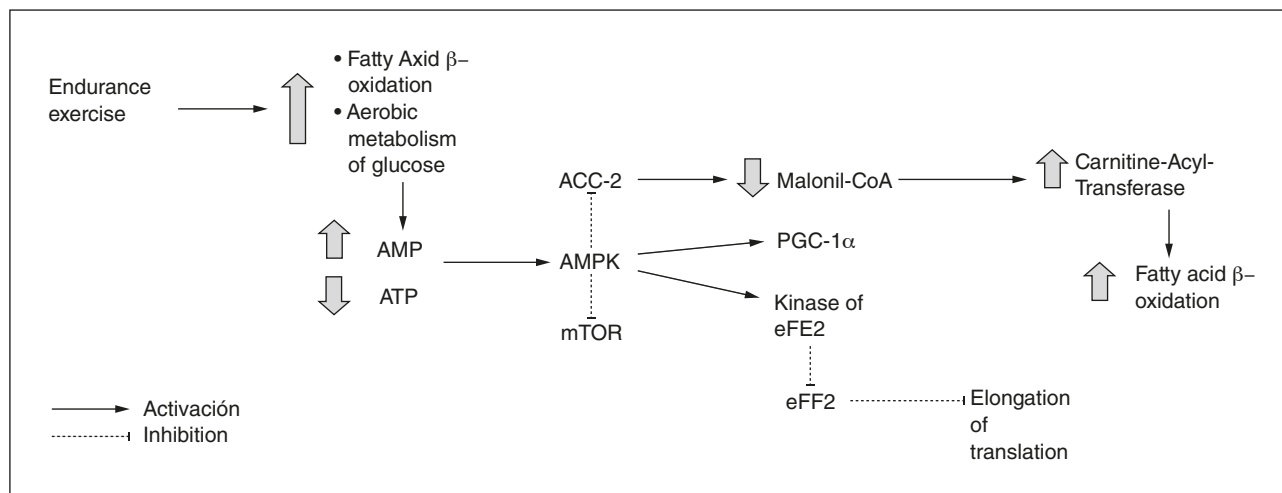 Endurance
exercise
• Fatty Axid β–
oxidation
• Aerobic
metabolism
of glucose
AMP
ATP
ACC-2
AMPK
mTOR
Malonil-CoA
PGC-1α
Kinase of
eFE2
eFF2
Elongation
of
translation
Carnitine-Acyl-
Transferase
Fatty acid β–
oxidation
Activación
Inhibition